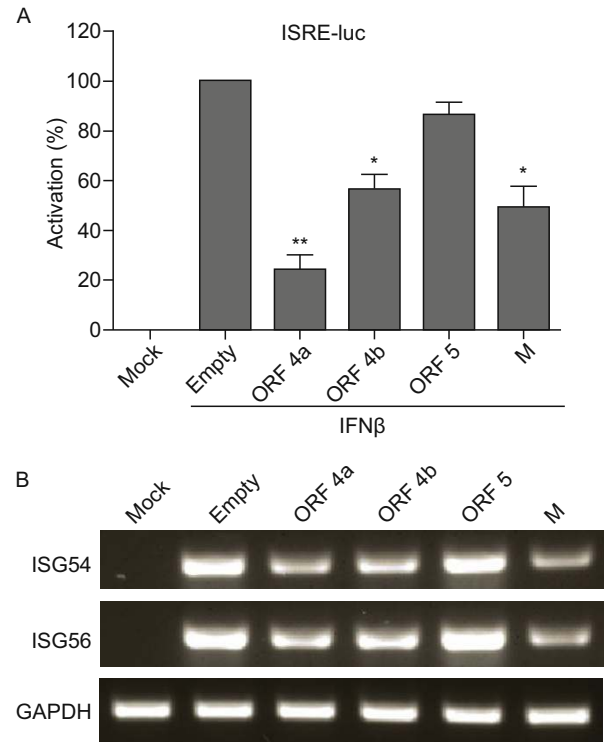 A
ISRE-luc
Activation (%)
120
100
80
60
40
20
0
**
*
*
Mock
Empty
ORF 4a
ORF 4b
ORF 5
M
IFNβ
B
Mock
Empty
ORF 4a
ORF 4b
ORF 5
M
ISG54
ISG56
GAPDH